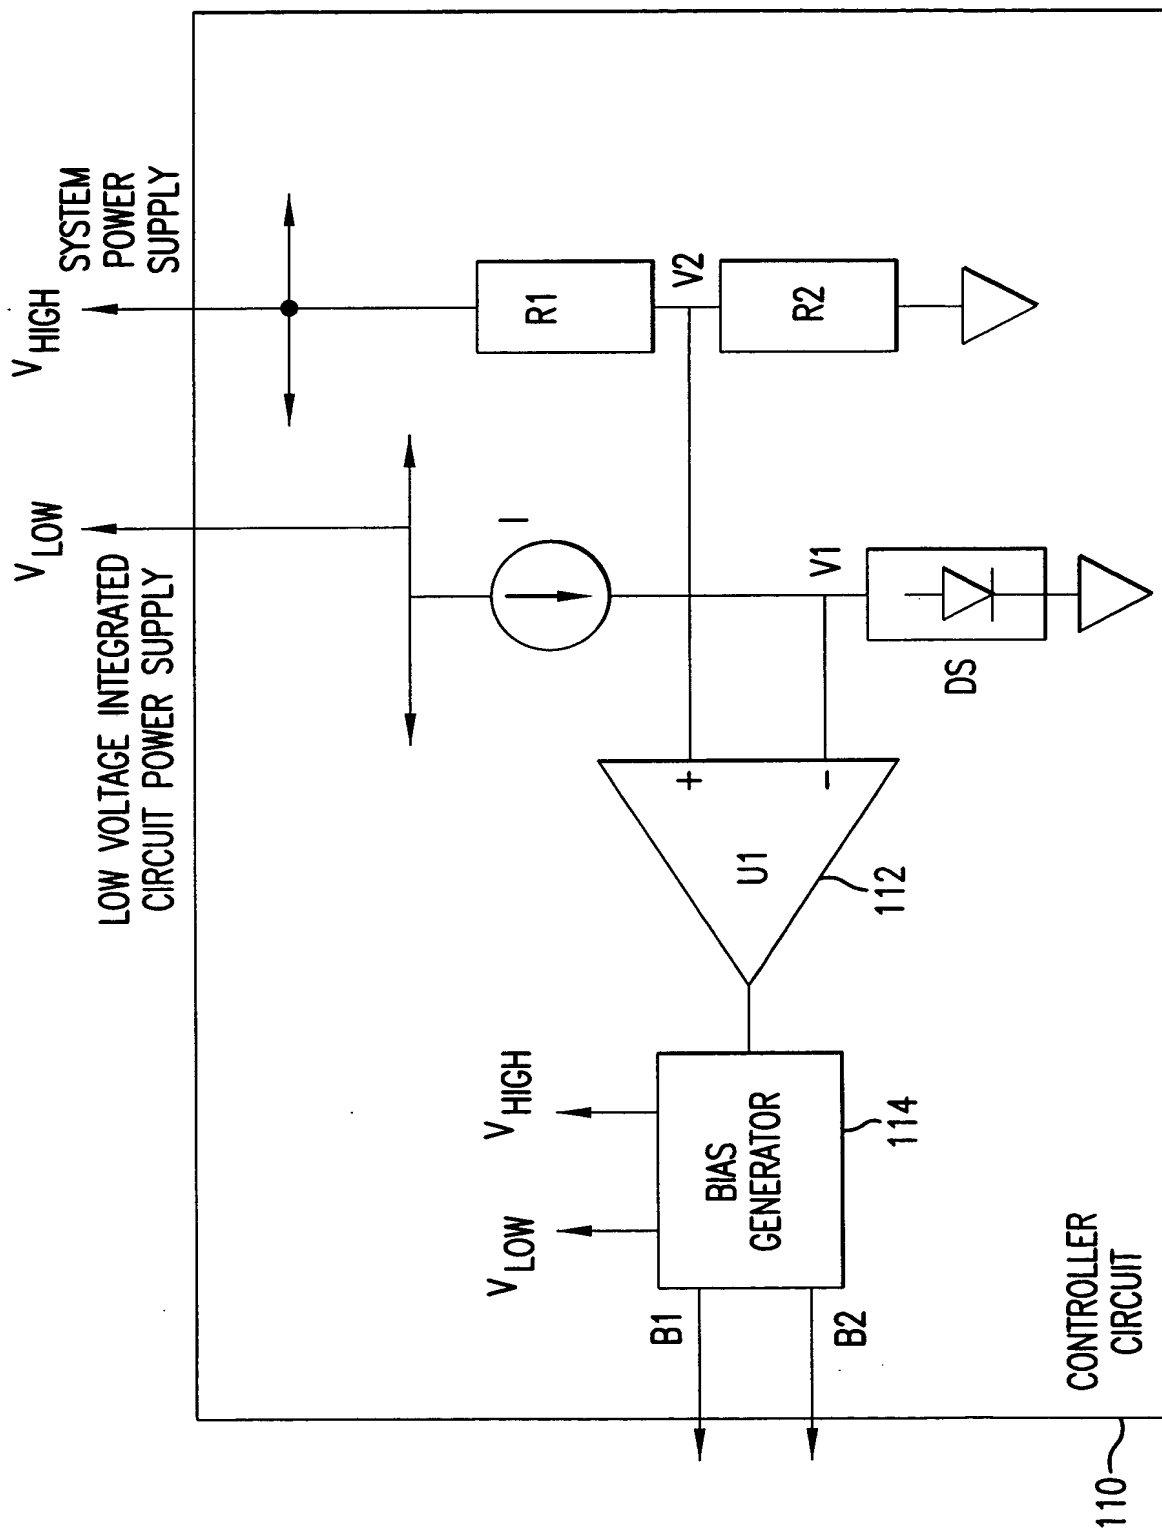 V HIGH
SYSTEM
POWER
SUPPLY
V LOW
LOW VOLTAGE INTEGRATED
CIRCUIT POWER SUPPLY
R1
V2
R2
I
V1
DS
+
-
U1
112
V HIGH
V LOW
BIAS
GENERATOR
114
B1
B2
CONTROLLER
CIRCUIT
110